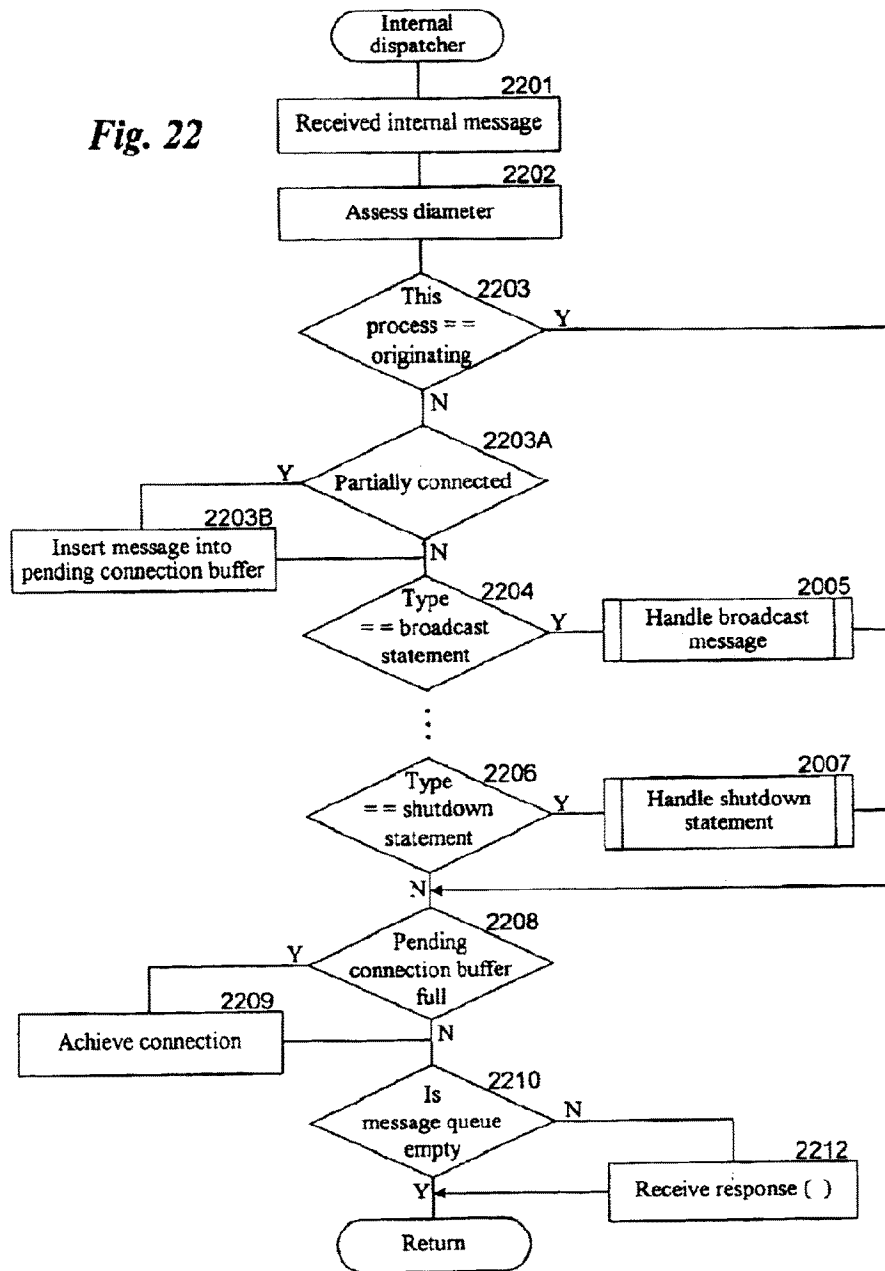 Internal
dispatcher
Fig. 22
2201
Received internal message
2202
Assess diameter
2203
This
process = =
originating
Y
N
2203A
Partially connected
Y
2203B
Insert message into
pending connection buffer
N
2204
Type
= = broadcast
statement
Y
2005
Handle broadcast
message
2206
Type
= = shutdown
statement
Y
2007
Handle shutdown
statement
N
2208
Pending
connection buffer
full
Y
2209
Achieve connection
N
2210
Is
message queue
empty
N
2212
Receive response ( )
Y
Return